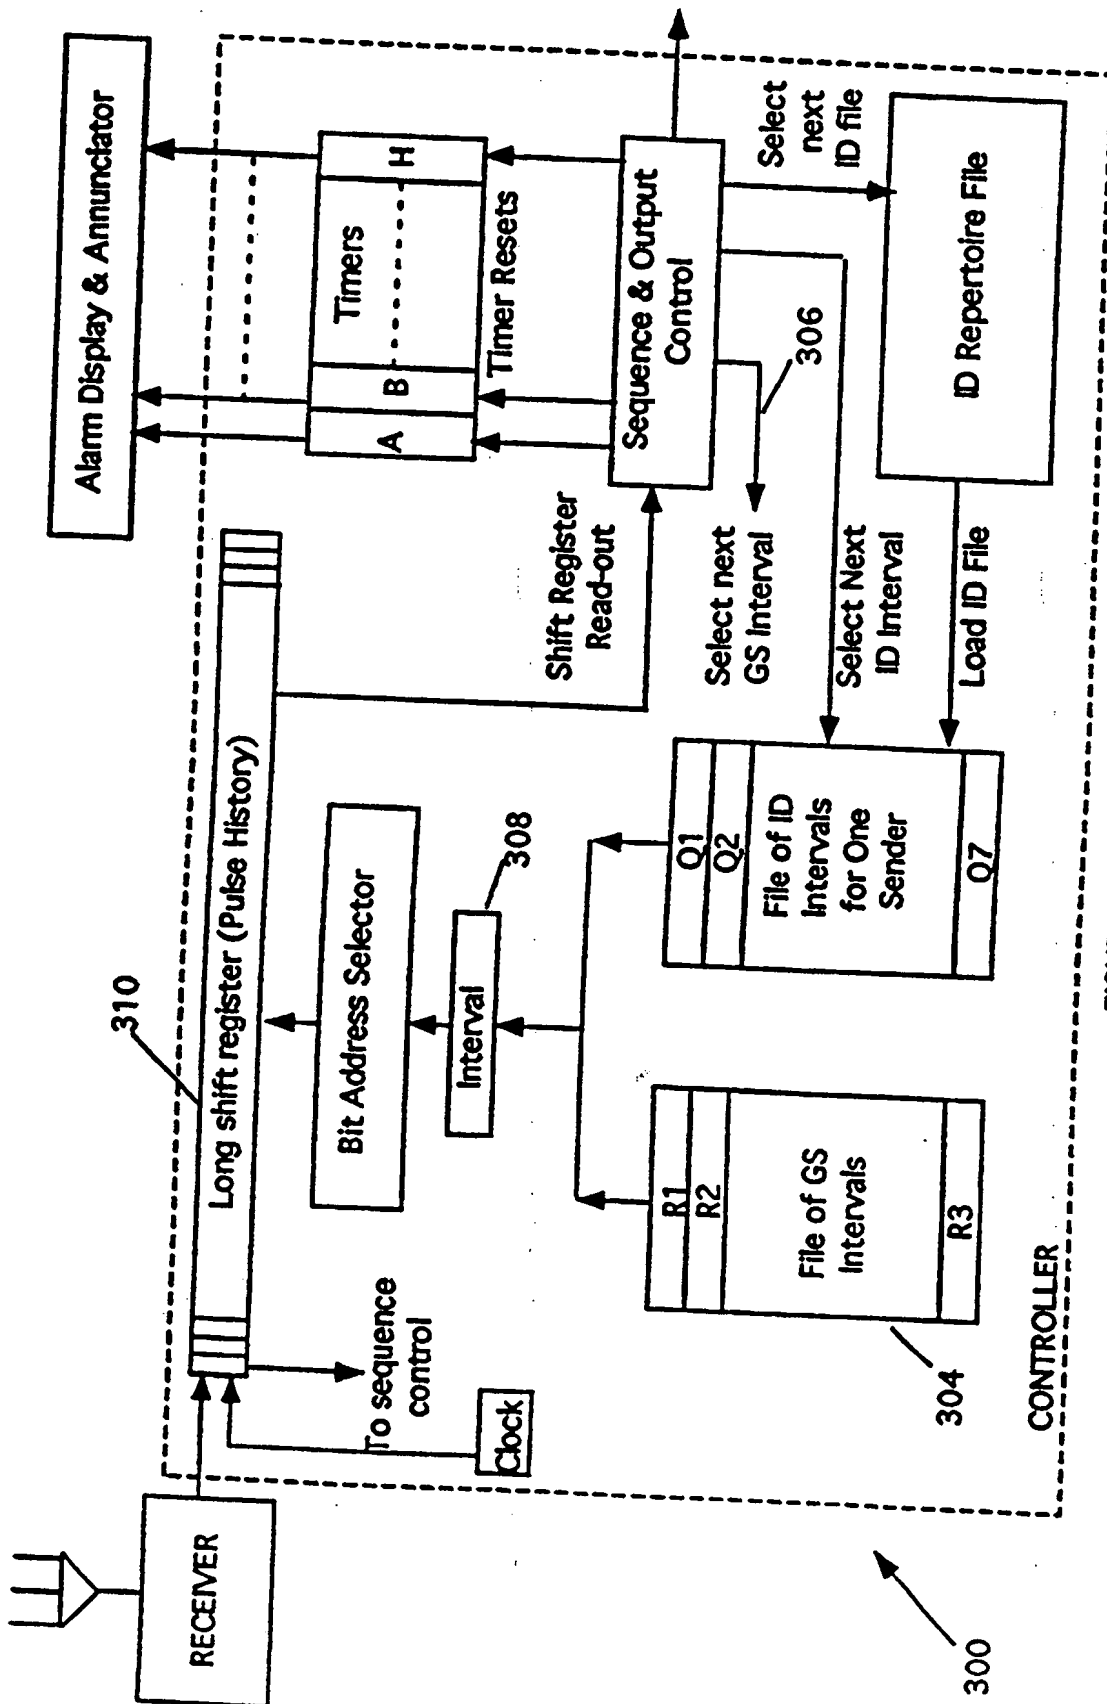 Alarm Display & Annunciator
310
Long shift register (Pulse History)
RECEIVER
To sequence
control
Clock
Bit Address Selector
308
Interval
A
B
Timers
H
Timer Resets
Shift Register
Read-out
Sequence & Output
Control
Select
next
ID file
306
Select next
GS Interval
Select Next
ID Interval
Load ID File
ID Repertoire File
R1
R2
File of GS
Intervals
R3
304
Q1
Q2
File of ID
Intervals
for One
Sender
Q7
CONTROLLER
300